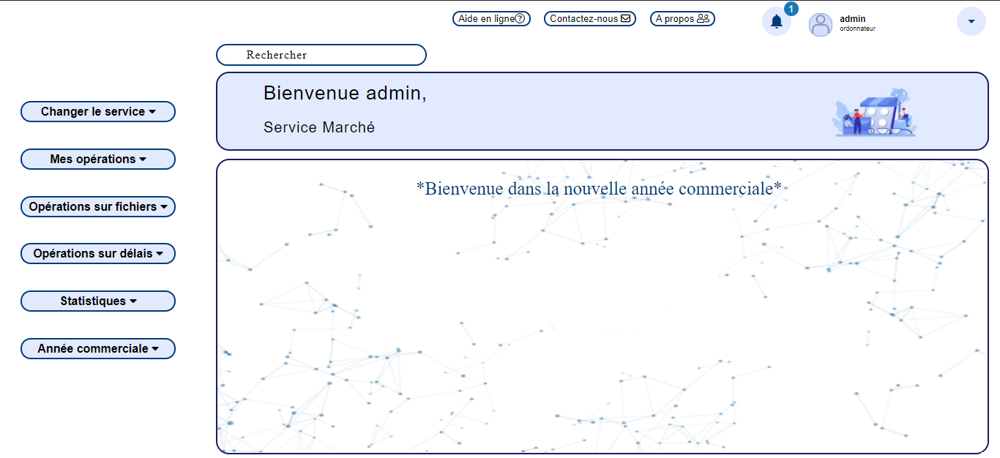 Aide en ligne
Contactez-nous
A propos
1
admin
ordonnateur
Rechercher
Bienvenue admin,
Service Marché
Changer le service
Mes opérations
Opérations sur fichiers
Opérations sur délais
Statistiques
Année commerciale
*Bienvenue dans la nouvelle année commerciale*